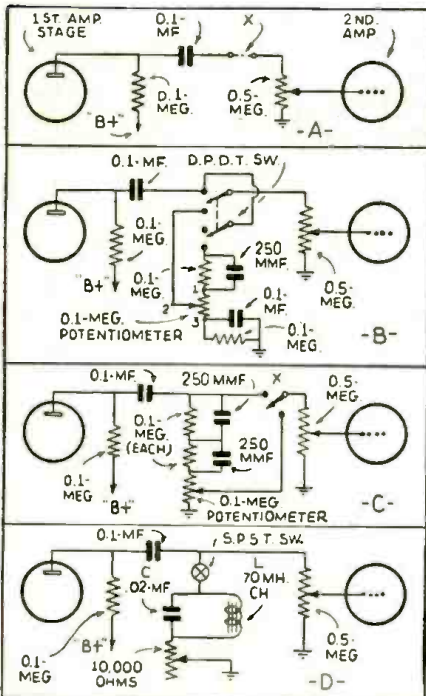 1ST. AMP.
STAGE
0.1-
MF.
X
2ND.
AMP.
0.1-
MEG.
"B+"
0.5-
MEG.
-A-
0.1-MF.
D.P.D.T. SW.
0.1-
MEG.
"B+"
0.1-
MEG.
250
MMF.
1
2
3
0.1-
MF.
0.1-
MEG.
0.1-MEG.
POTENTIOMETER
0.5-
MEG.
-B-
0.1-MF.
250 MMF.
X
0.5-
MEG.
0.1-
MEG.
(EACH)
250
MMF.
0.1-
MEG
"B+"
0.1-MEG
POTENTIOMETER
-C-
0.1-MF
S.P.S.T. SW.
C
.02-MF
L
70 MH.
CH
0.1-
MEG
"B+"
10,000
OHMS
0.5-
MEG.
-D-